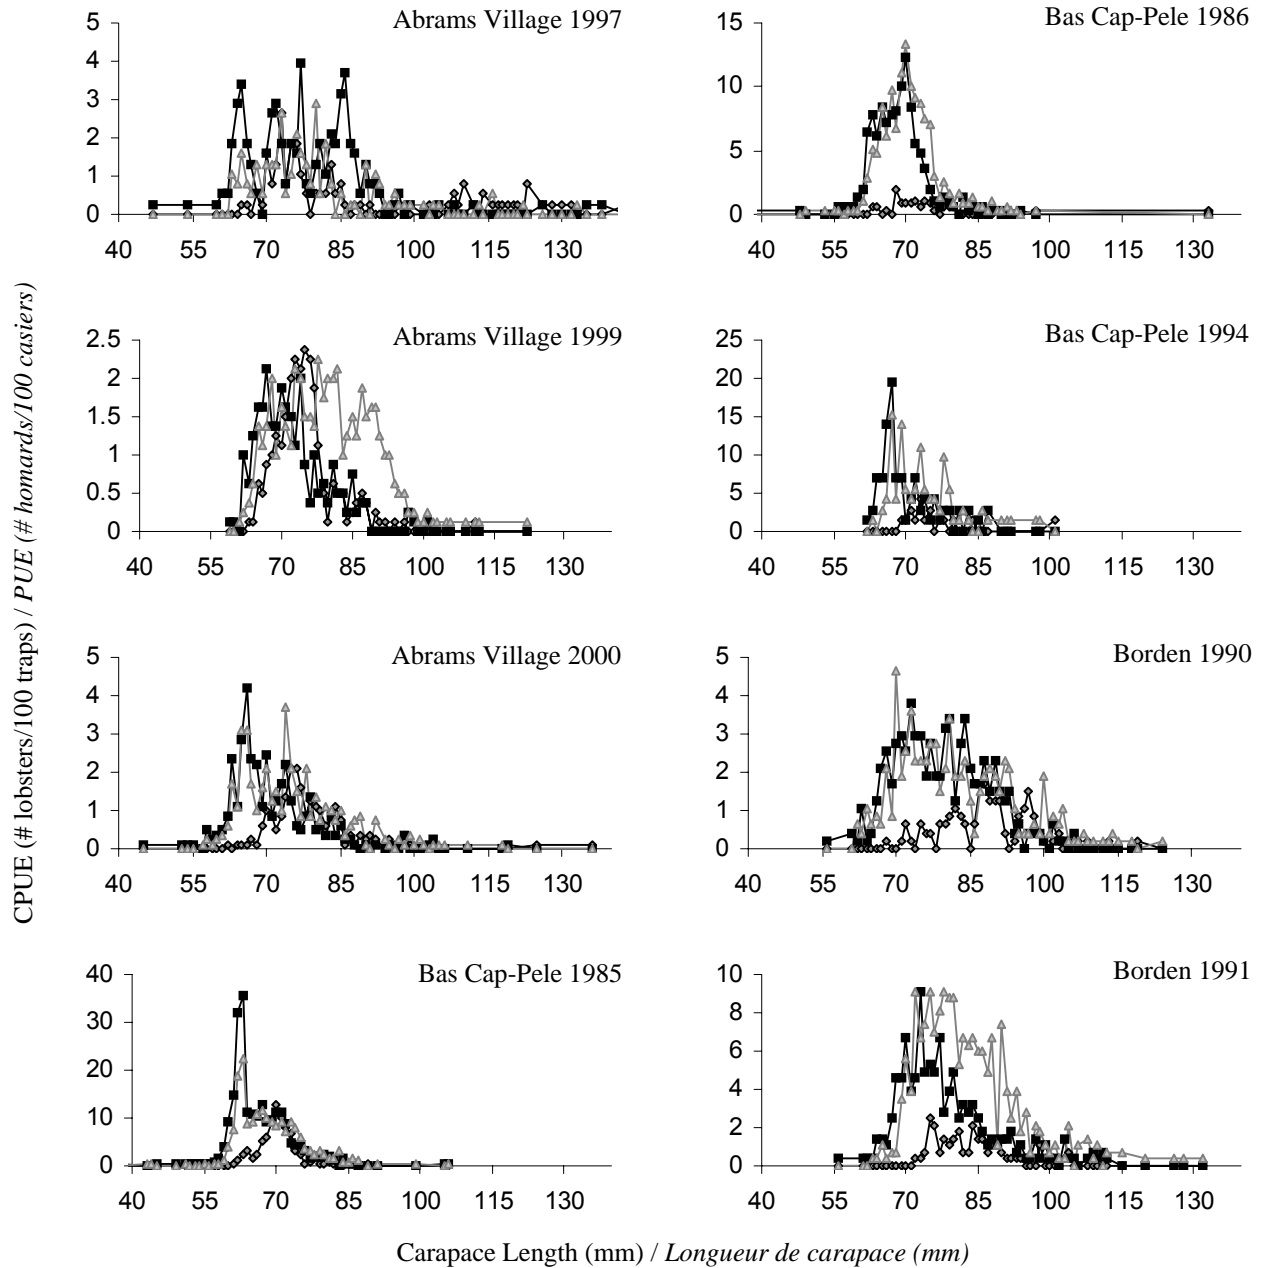 Abrams Village 1997
5
4
3
2
1
0
40 55 70 85 100 115 130
Bas Cap-Pele 1986
15
10
5
0
40 55 70 85 100 115 130
Abrams Village 1999
2.5
2
1.5
1
0.5
0
40 55 70 85 100 115 130
Bas Cap-Pele 1994
25
20
15
10
5
0
40 55 70 85 100 115 130
Abrams Village 2000
5
4
3
2
1
0
40 55 70 85 100 115 130
Borden 1990
5
4
3
2
1
0
40 55 70 85 100 115 130
Bas Cap-Pele 1985
40
30
20
10
0
40 55 70 85 100 115 130
Borden 1991
10
8
6
4
2
0
40 55 70 85 100 115 130
CPUE (# lobsters/100 traps) / PUE (# homards/100 casiers)
Carapace Length (mm) / Longueur de carapace (mm)